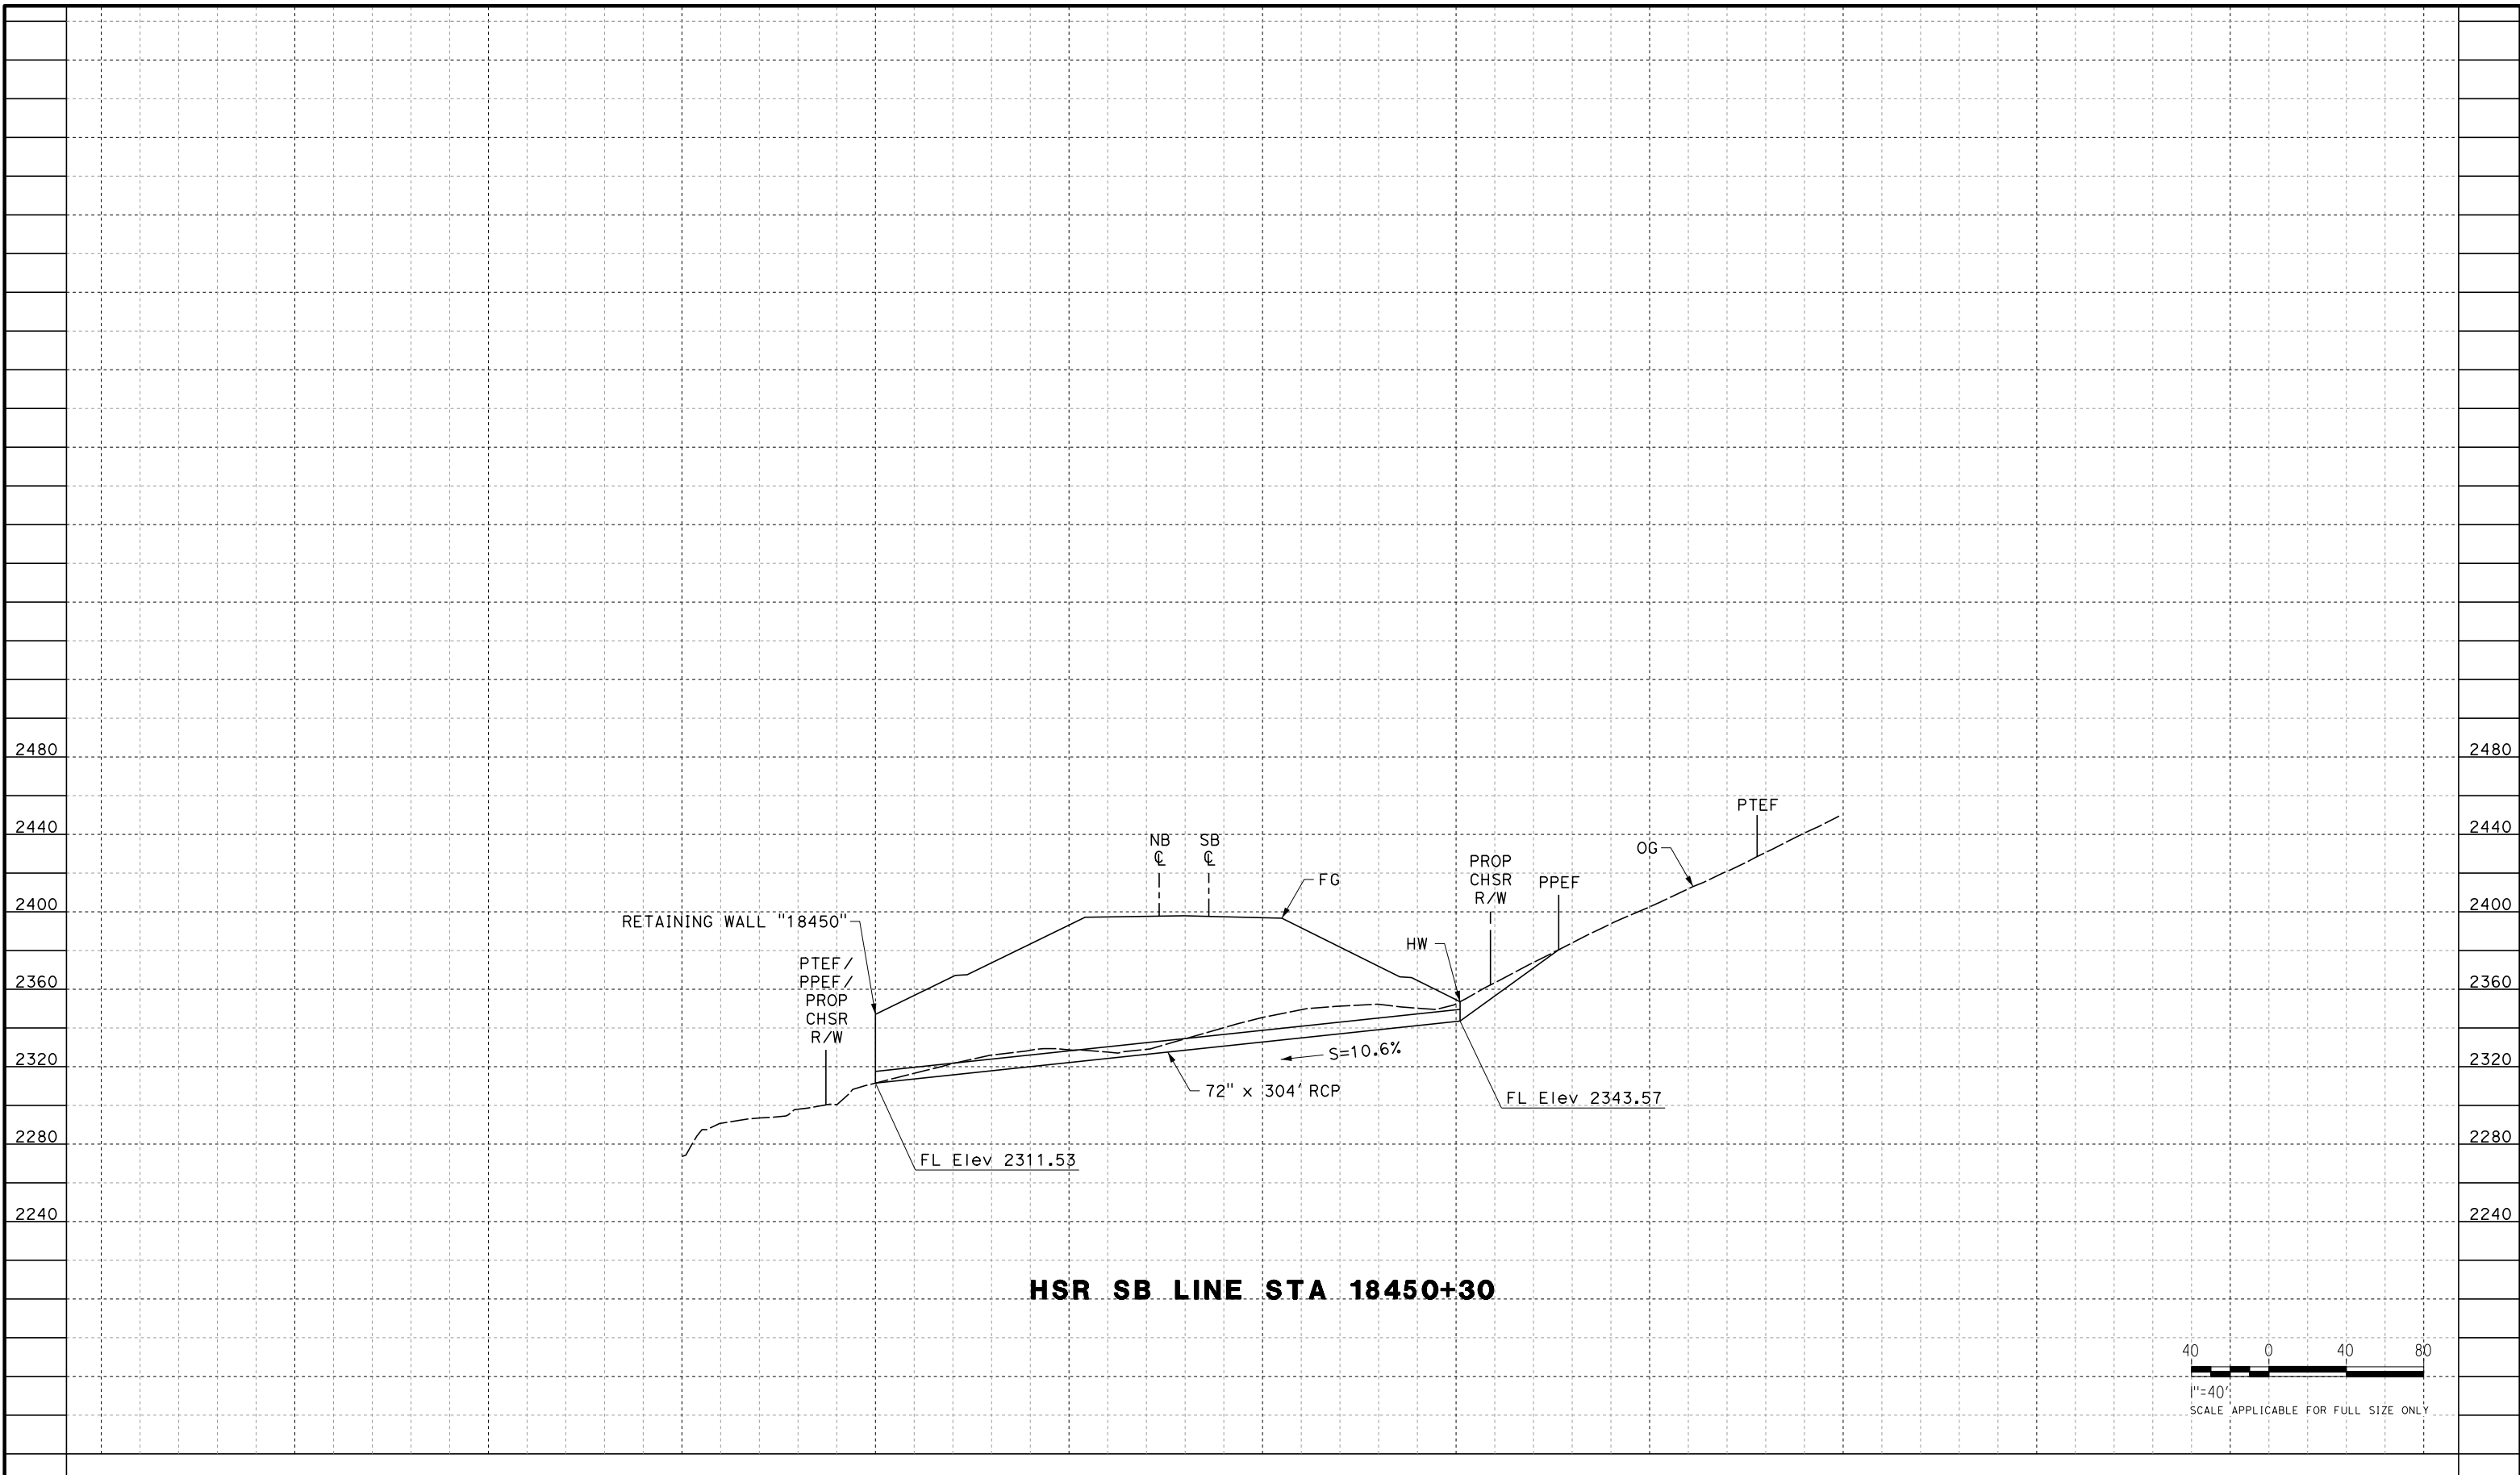 2480
2480
2440
2440
2400
2400
2360
2360
2320
2320
2280
2280
2240
2240
PTEF
NB
℄
SB
℄
OG
FG
PROP
CHSR
R/W
PPEF
RETAINING WALL "18450"
HW
PTEF/
PPEF/
PROP
CHSR
R/W
S=10.6%
72" x 304' RCP
FL Elev 2343.57
FL Elev 2311.53
HSR SB LINE STA 18450+30
40 0 40 80
1"=40'
SCALE APPLICABLE FOR FULL SIZE ONLY